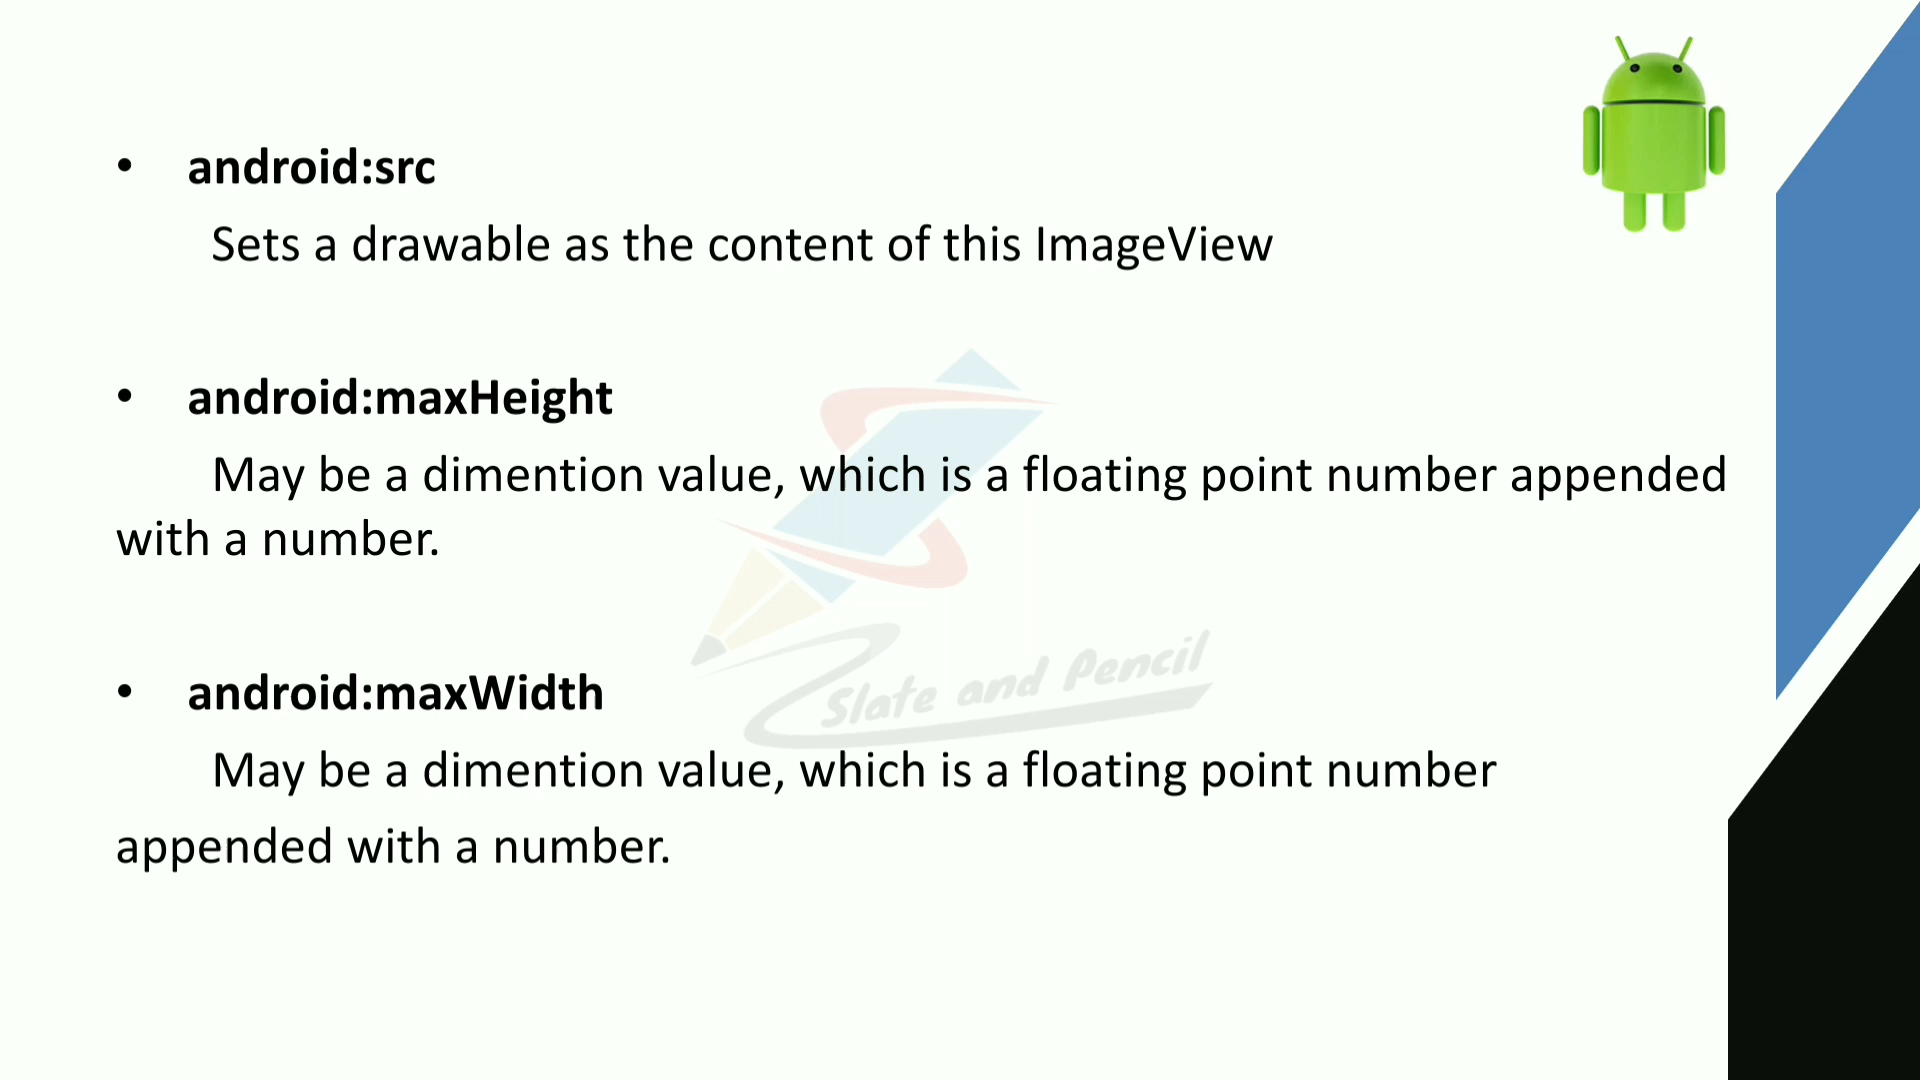 • android:src
Sets a drawable as the content of this ImageView
• android:maxHeight
May be a dimention value, which is a floating point number appended
with a number.
• android:maxWidth
Slate and Pencil
May be a dimention value, which is a floating point number
appended with a number.